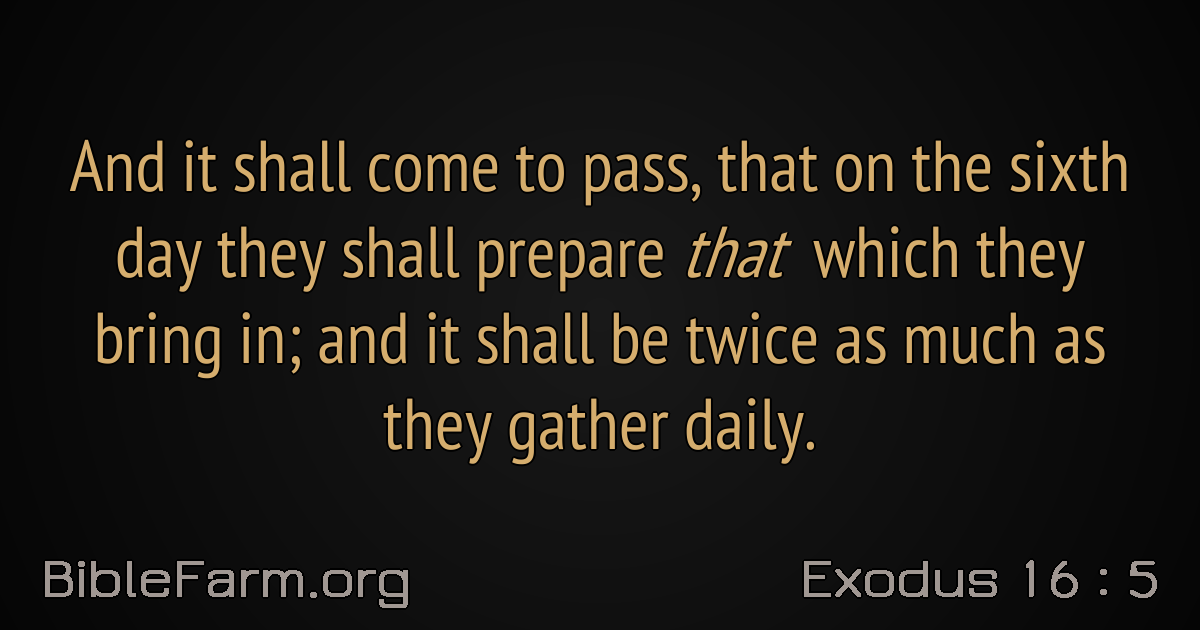 And it shall come to pass, that on the sixth
day they shall prepare that which they
bring in; and it shall be twice as much as
they gather daily.
BibleFarm.org
Exodus 16 : 5